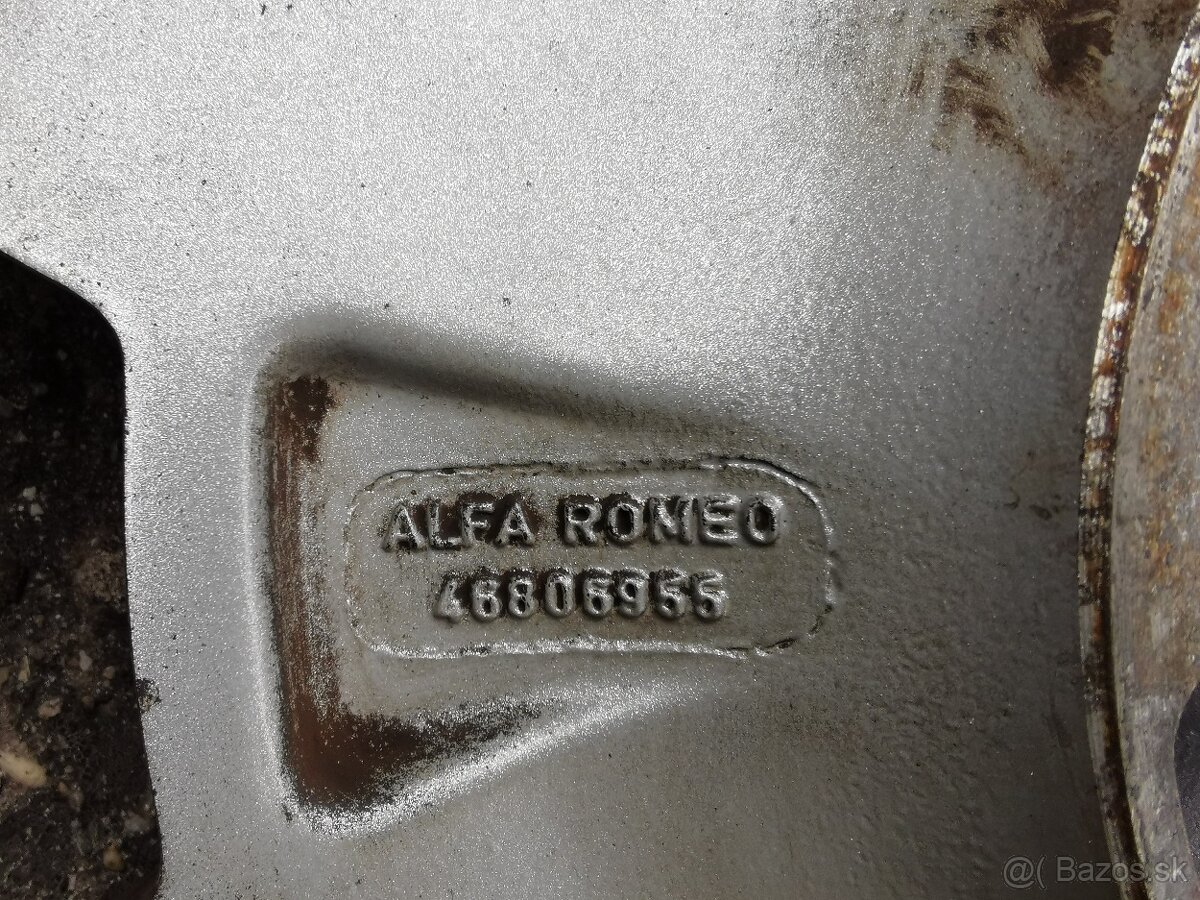 ALFA ROMEO
46806955
@( Bazos.sk